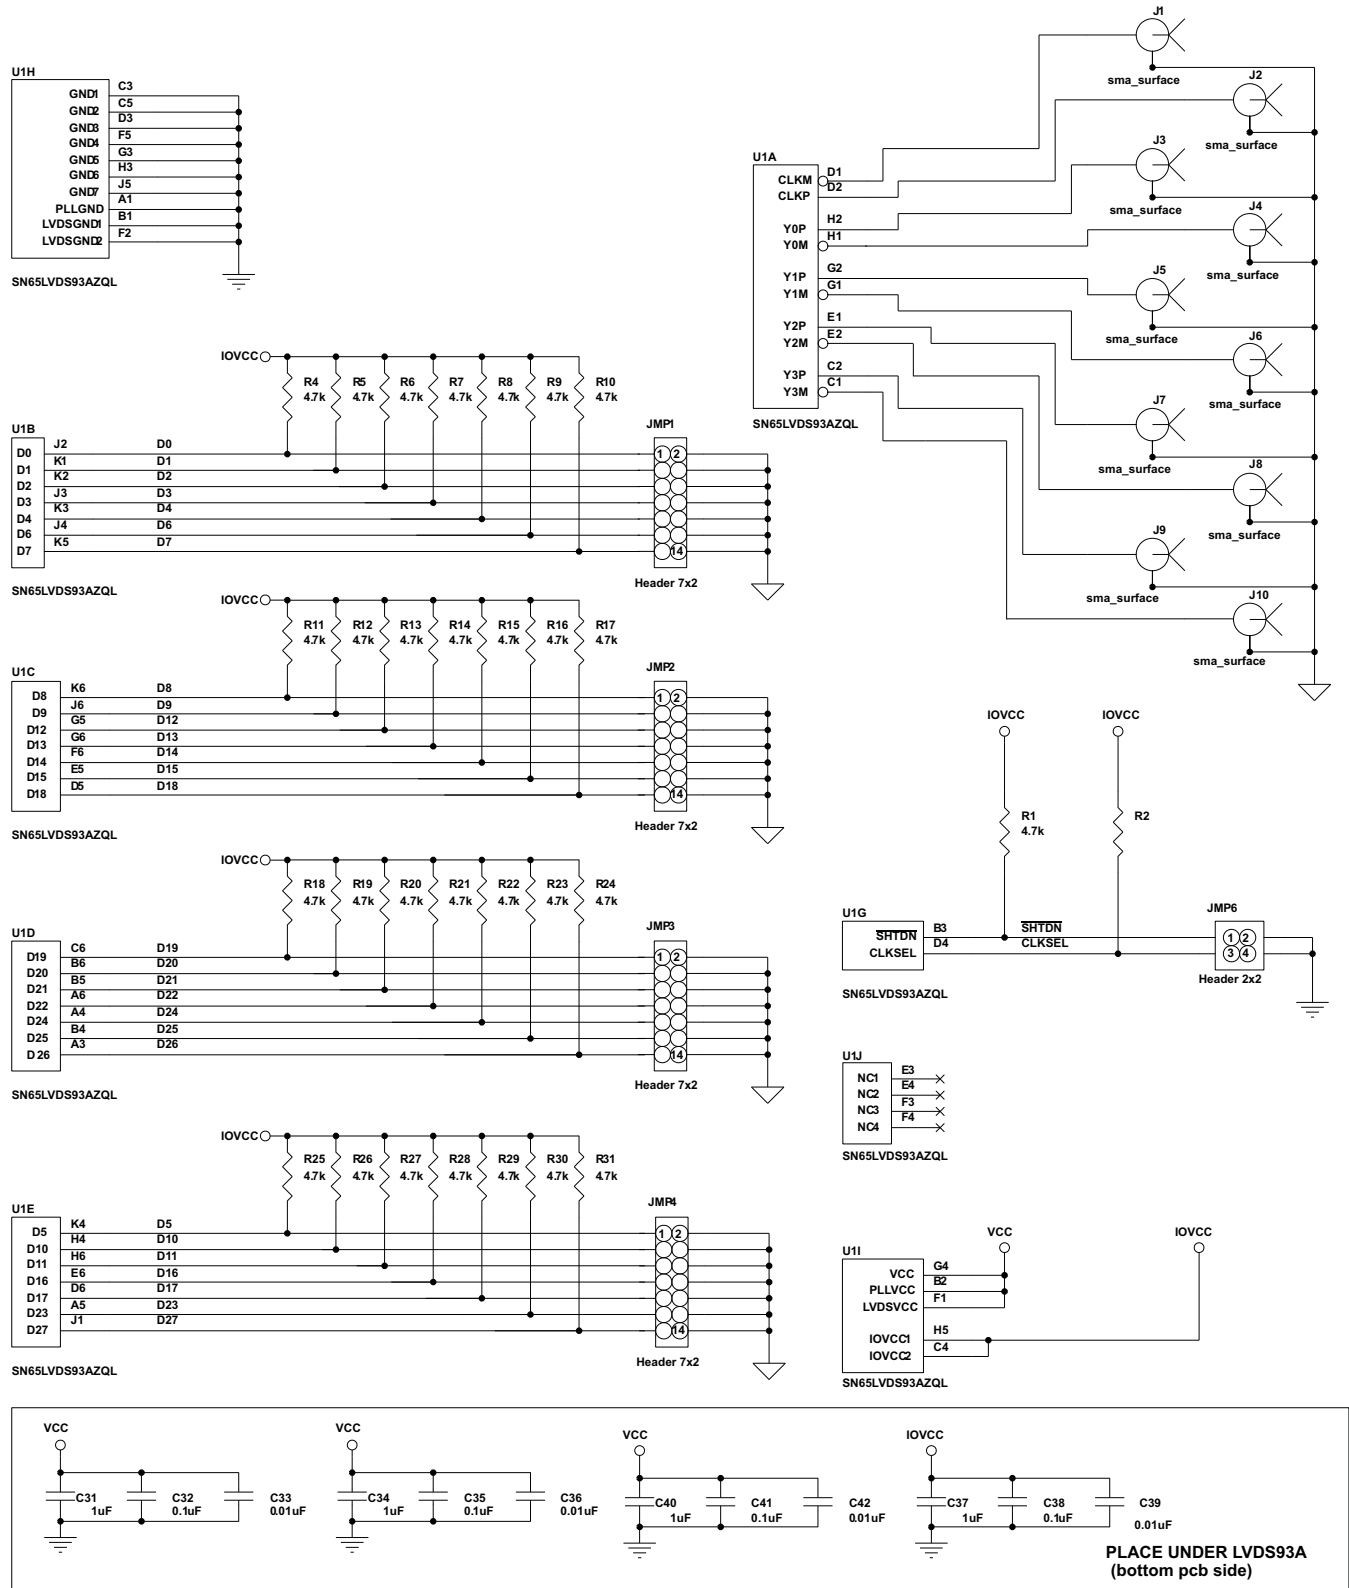 U1H
GND1 C3
GND2 C5
GND3 D3
GND4 F5
GND5 G3
GND6 H3
GND7 J5
PLLGND A1
LVDSGND1 B1
LVDSGND2 F2
SN65LVDS93AZQL
J1
sma_surface
J2
sma_surface
J3
sma_surface
J4
sma_surface
J5
sma_surface
J6
sma_surface
J7
sma_surface
J8
sma_surface
J9
sma_surface
J10
sma_surface
U1A
CLKM D1
CLKP D2
Y0P H2
Y0M H1
Y1P G2
Y1M G1
Y2P E1
Y2M E2
Y3P C2
Y3M C1
SN65LVDS93AZQL
IOVCC
R4 R5 R6 R7 R8 R9 R10
4.7k 4.7k 4.7k 4.7k 4.7k 4.7k 4.7k
U1B
JMP1
D0 J2 D0 1 2
D1 K1 D1
D2 K2 D2
D3 J3 D3
D4 K3 D4
D6 J4 D6
D7 K5 D7 14
SN65LVDS93AZQL
Header 7x2
IOVCC
R11 R12 R13 R14 R15 R16 R17
4.7k 4.7k 4.7k 4.7k 4.7k 4.7k 4.7k
U1C
JMP2
D8 K6 D8 1 2
D9 J6 D9
D12 G5 D12
D13 G6 D13
D14 F6 D14
D15 E5 D15
D18 D5 D18 14
SN65LVDS93AZQL
Header 7x2
IOVCC
R18 R19 R20 R21 R22 R23 R24
4.7k 4.7k 4.7k 4.7k 4.7k 4.7k 4.7k
U1D
JMP3
D19 C6 D19 1 2
D20 B6 D20
D21 B5 D21
D22 A6 D22
D24 A4 D24
D25 B4 D25
D26 A3 D26 14
SN65LVDS93AZQL
Header 7x2
IOVCC
R25 R26 R27 R28 R29 R30 R31
4.7k 4.7k 4.7k 4.7k 4.7k 4.7k 4.7k
U1E
JMP4
D5 K4 D5 1 2
D10 H4 D10
D11 H6 D11
D16 E6 D16
D17 D6 D17
D23 A5 D23
D27 J1 D27 14
SN65LVDS93AZQL
Header 7x2
IOVCC IOVCC
R1 R2
4.7k
U1G
JMP6
SHTDN B3 SHTDN 1 2
CLKSEL D4 CLKSEL 3 4
SN65LVDS93AZQL
Header 2x2
U1J
NC1 E3
NC2 E4
NC3 F3
NC4 F4
SN65LVDS93AZQL
VCC IOVCC
U1I
VCC G4
PLLVCC B2
LVDSVCC F1
IOVCC1 H5
IOVCC2 C4
SN65LVDS93AZQL
VCC VCC VCC IOVCC
C31 C32 C33 C34 C35 C36 C40 C41 C42 C37 C38 C39
1uF 0.1uF 0.01uF 1uF 0.1uF 0.01uF 1uF 0.1uF 0.01uF 1uF 0.1uF 0.01uF
PLACE UNDER LVDS93A
(bottom pcb side)